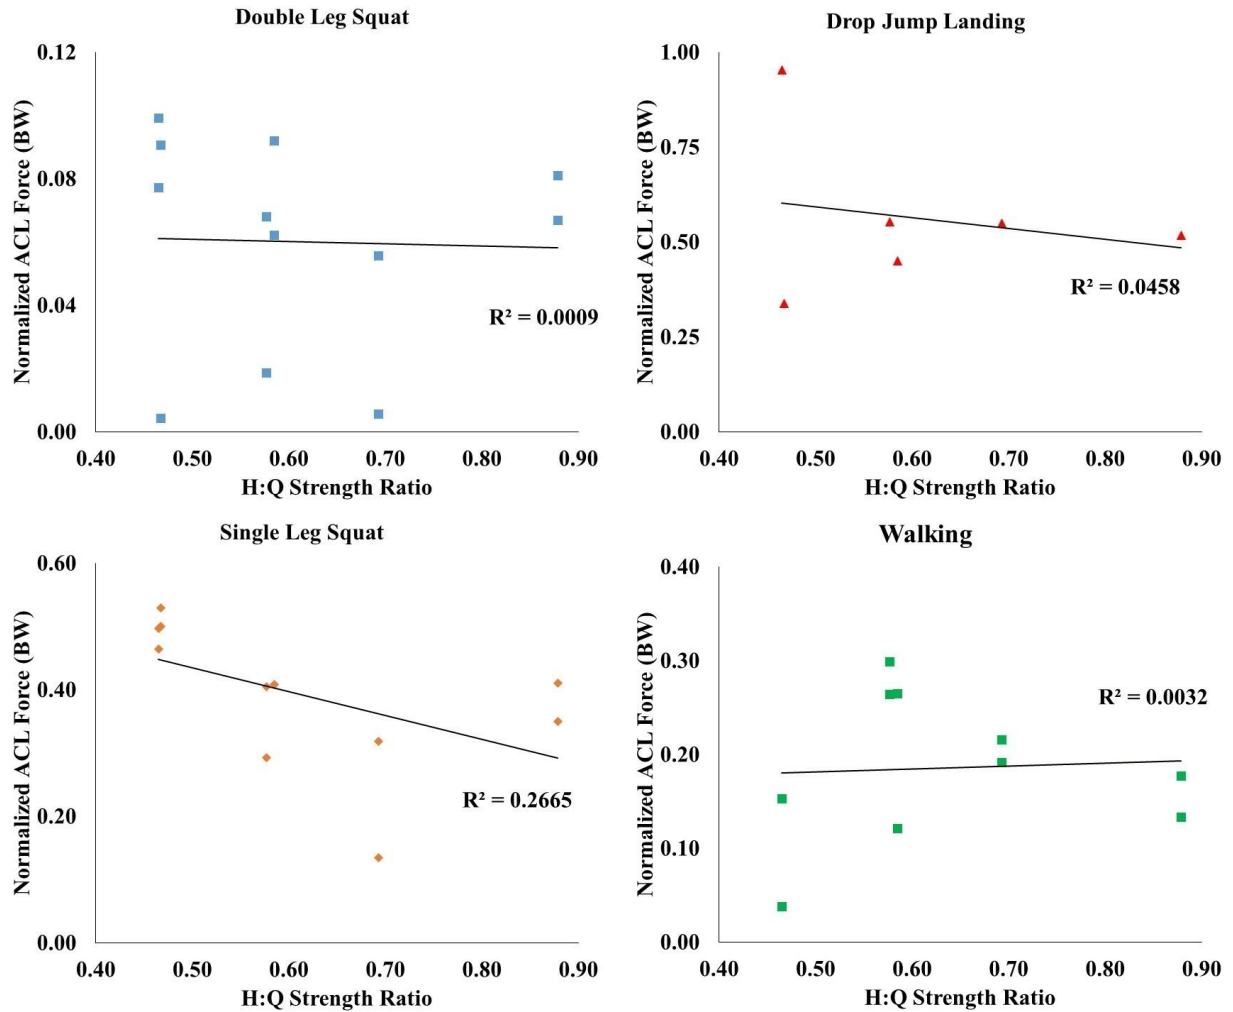 Double Leg Squat
Normalized ACL Force (BW)
0.12
0.08
0.04
0.00
R² = 0.0009
0.40 0.50 0.60 0.70 0.80 0.90
H:Q Strength Ratio
Drop Jump Landing
Normalized ACL Force (BW)
1.00
0.75
0.50
0.25
0.00
R² = 0.0458
0.40 0.50 0.60 0.70 0.80 0.90
H:Q Strength Ratio
Single Leg Squat
Normalized ACL Force (BW)
0.60
0.40
0.20
0.00
R² = 0.2665
0.40 0.50 0.60 0.70 0.80 0.90
H:Q Strength Ratio
Walking
Normalized ACL Force (BW)
0.40
0.30
0.20
0.10
0.00
R² = 0.0032
0.40 0.50 0.60 0.70 0.80 0.90
H:Q Strength Ratio